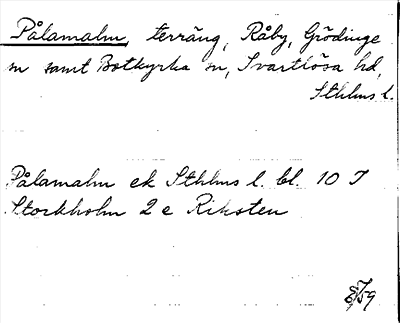 Pålamalm, terräng, Råby, Grödinge
sn samt Botkyrka sn, Svartlösa hd,
Sthlms l.
Pålamalm ek Sthlms l. bl. 10 I
Stockholm 2 e Riksten